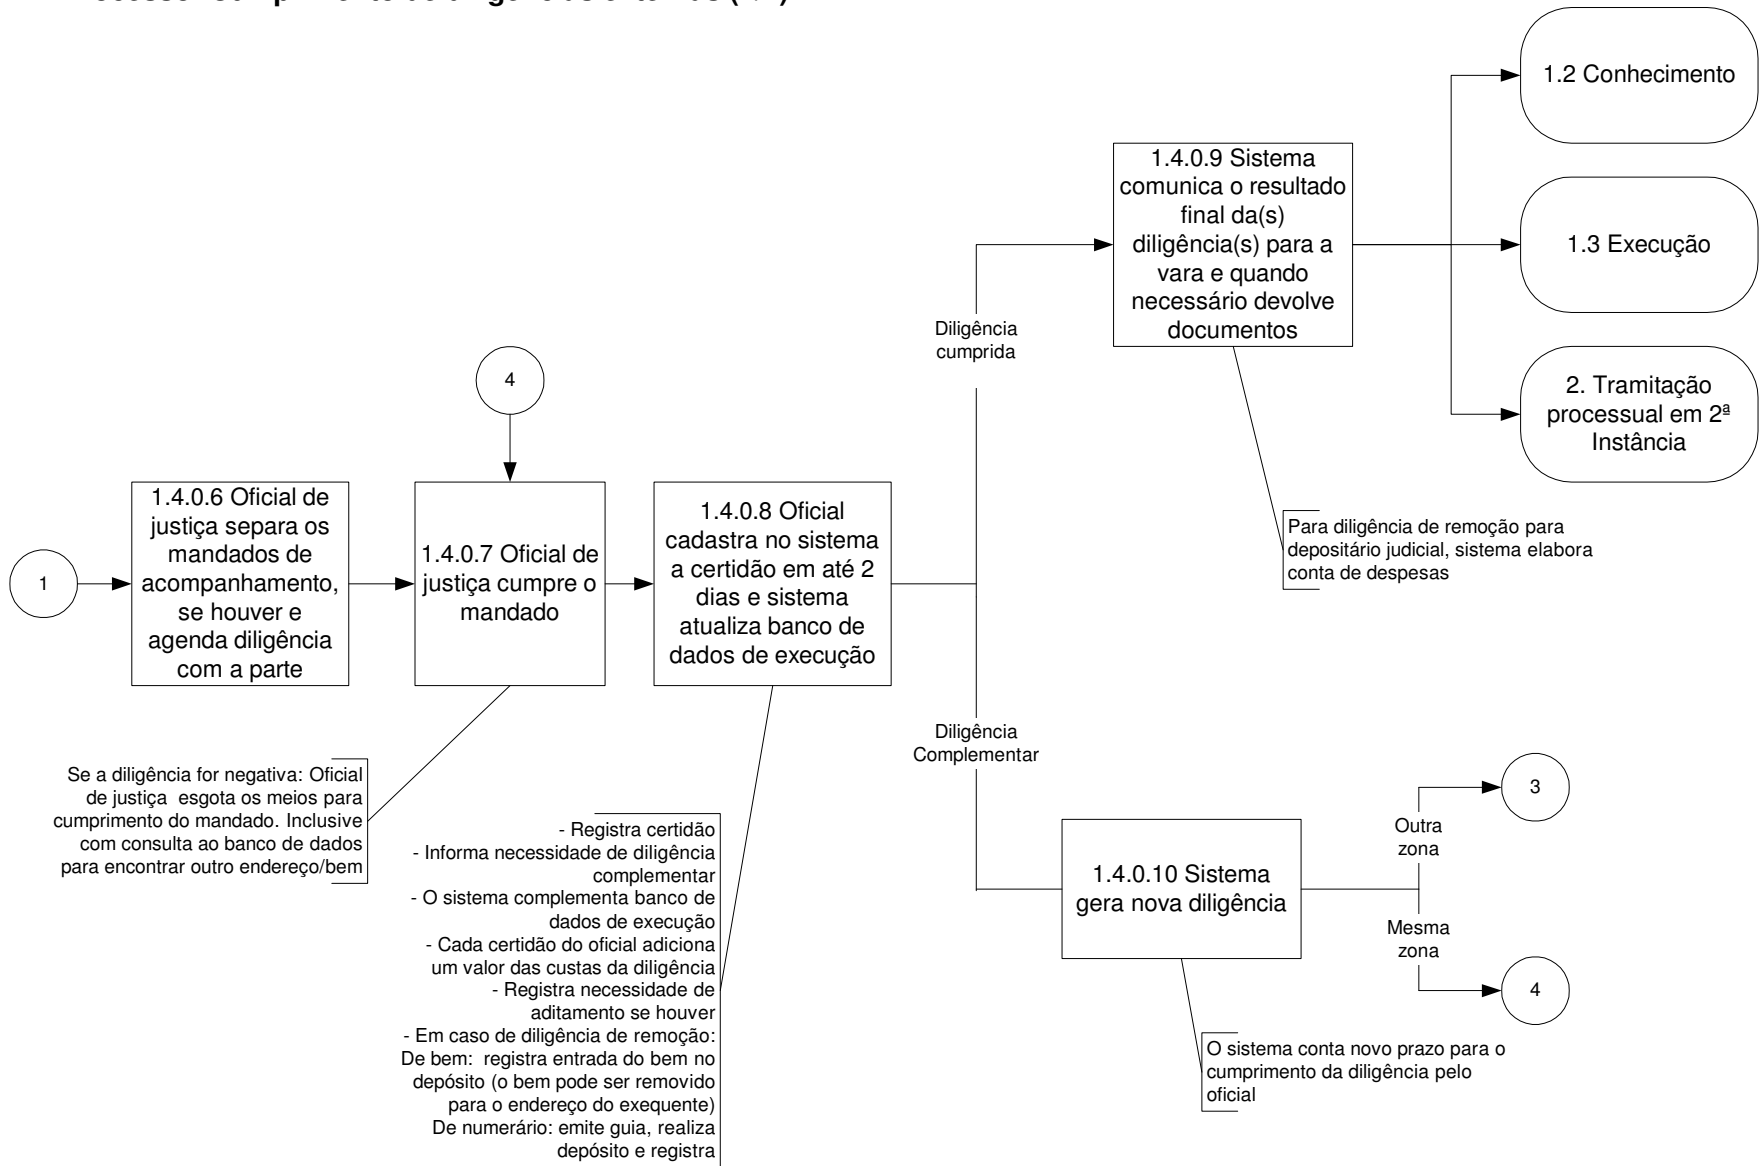 1.2 Conhecimento
1.4.0.9 Sistema
comunica o resultado
final da(s)
diligência(s) para a
vara e quando
necessário devolve
documentos
1.3 Execução
2. Tramitação
processual em 2ª
Instância
Diligência
cumprida
4
Para diligência de remoção para
depositário judicial, sistema elabora
conta de despesas
1
1.4.0.6 Oficial de
justiça separa os
mandados de
acompanhamento,
se houver e
agenda diligência
com a parte
1.4.0.7 Oficial de
justiça cumpre o
mandado
1.4.0.8 Oficial
cadastra no sistema
a certidão em até 2
dias e sistema
atualiza banco de
dados de execução
Diligência
Complementar
Se a diligência for negativa: Oficial
de justiça esgota os meios para
cumprimento do mandado. Inclusive
com consulta ao banco de dados
para encontrar outro endereço/bem
- Registra certidão
- Informa necessidade de diligência
complementar
- O sistema complementa banco de
dados de execução
- Cada certidão do oficial adiciona
um valor das custas da diligência
- Registra necessidade de
aditamento se houver
- Em caso de diligência de remoção:
De bem: registra entrada do bem no
depósito (o bem pode ser removido
para o endereço do exequente)
De numerário: emite guia, realiza
depósito e registra
1.4.0.10 Sistema
gera nova diligência
Outra
zona
3
Mesma
zona
4
O sistema conta novo prazo para o
cumprimento da diligência pelo
oficial